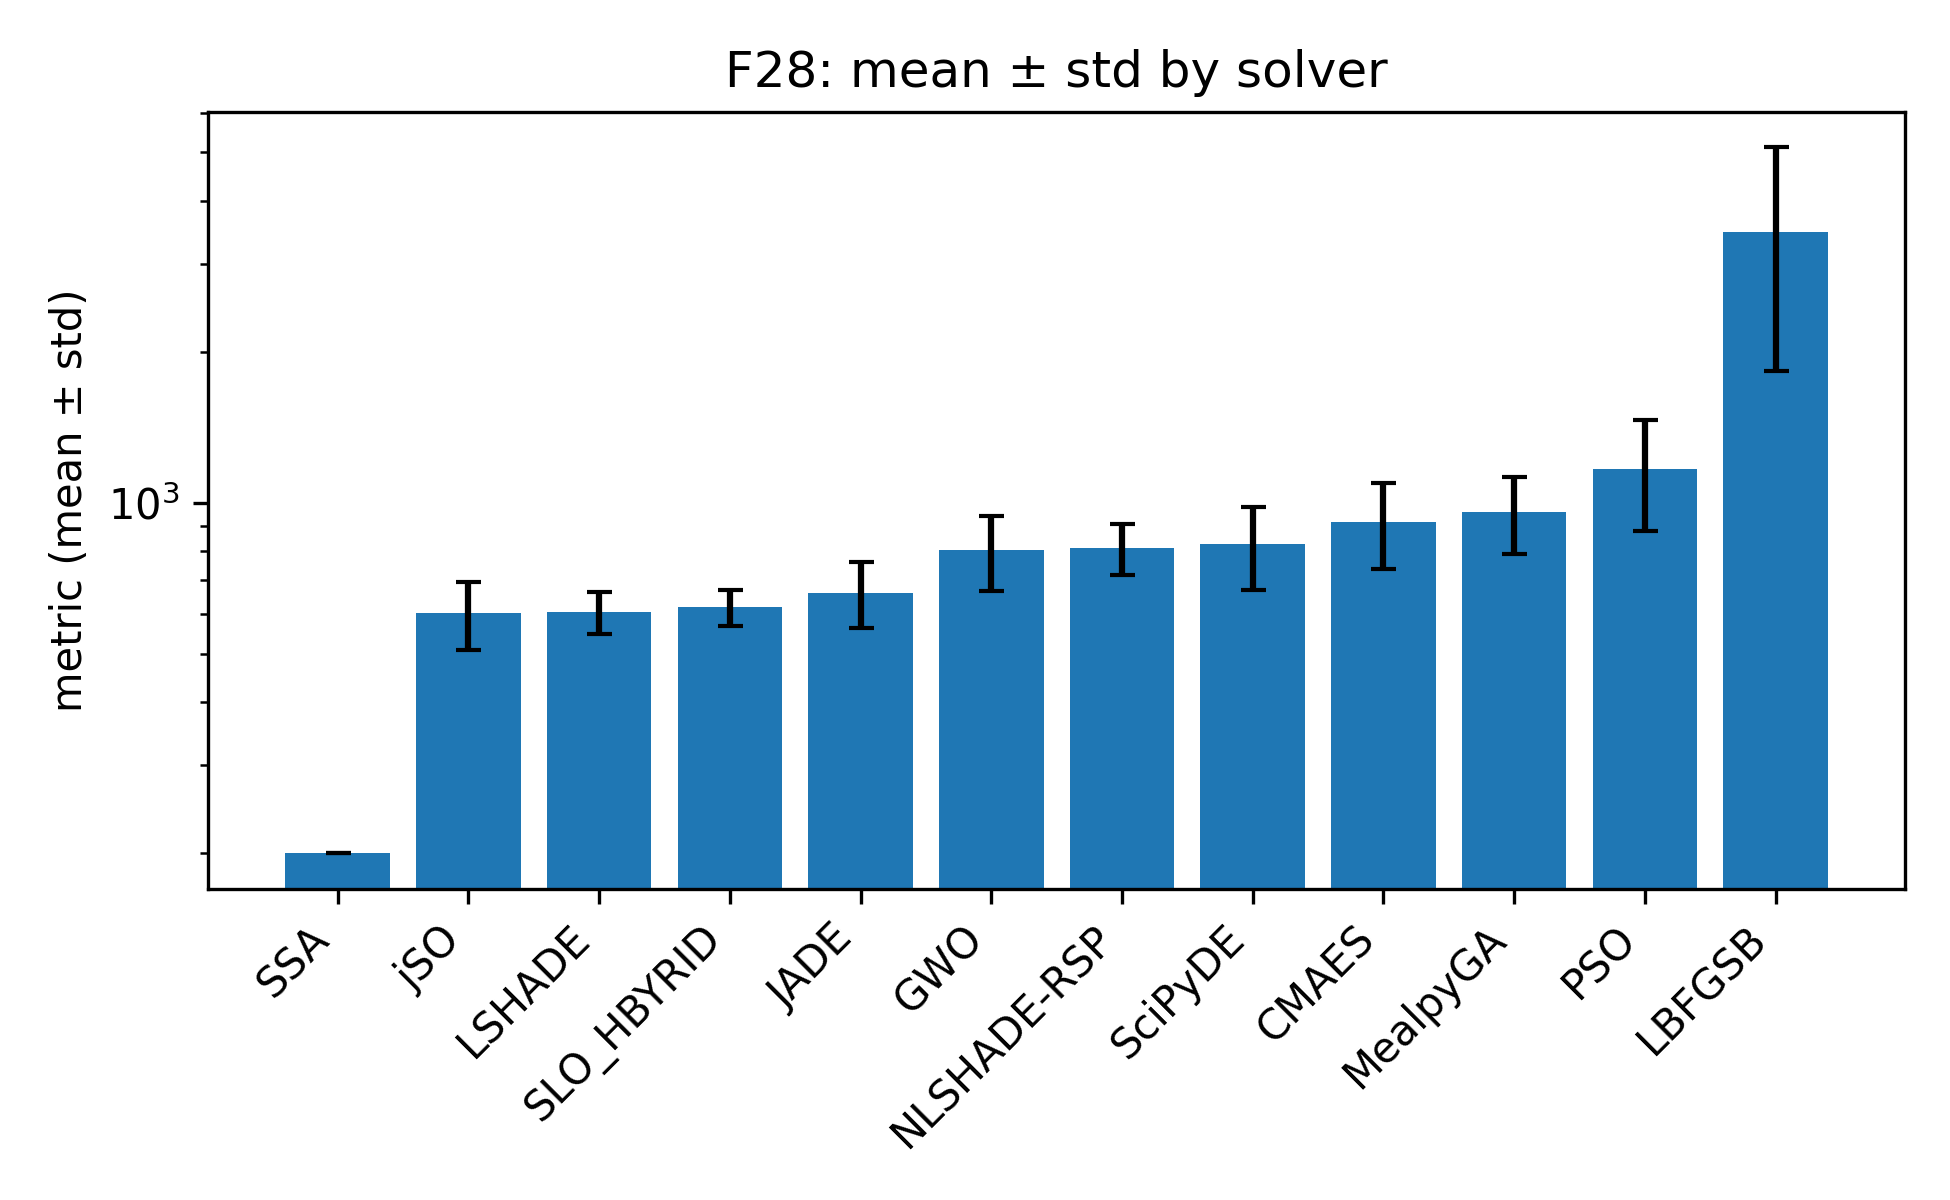 F28: mean ± std by solver
metric (mean ± std)
10³
SSA
jSO
LSHADE
SLO_HBYRID
JADE
GWO
NLSHADE-RSP
SciPyDE
CMAES
MealpyGA
PSO
LBFGSB